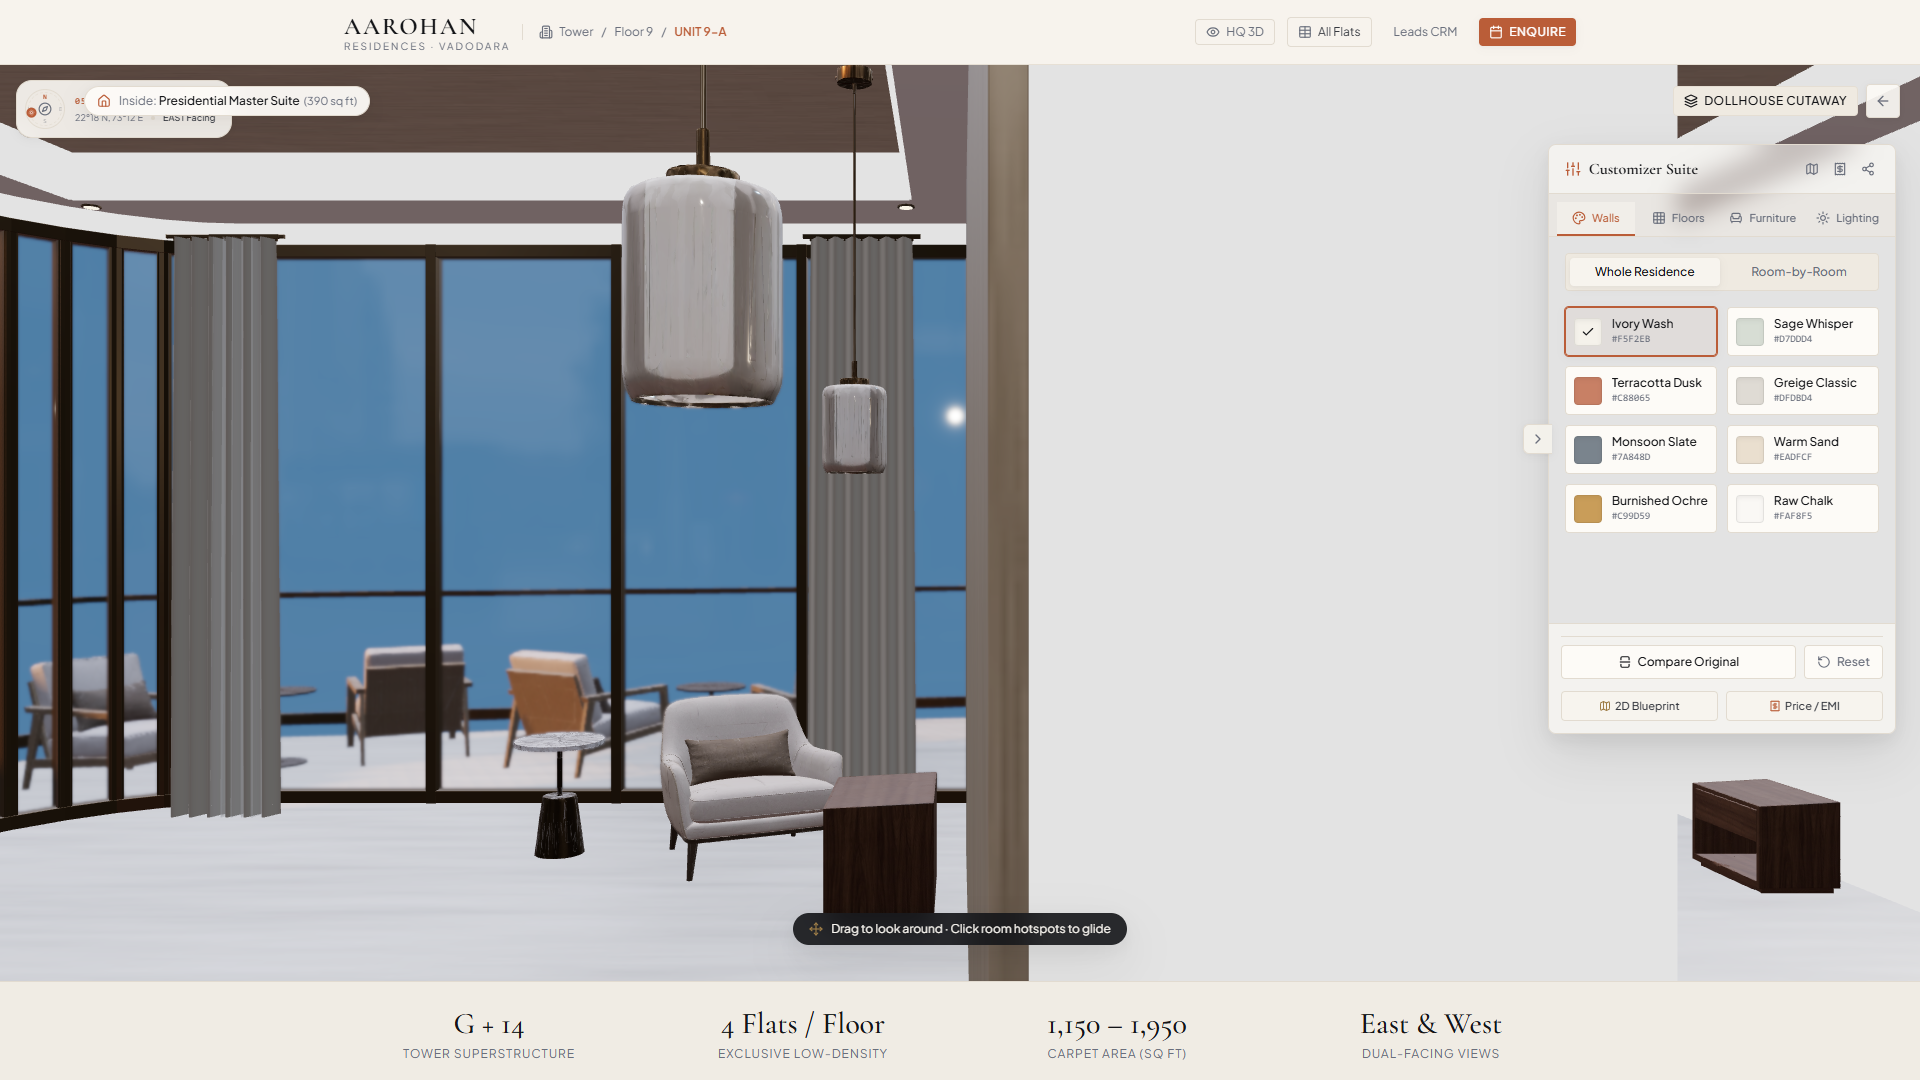 AAROHAN
RESIDENCES · VADODARA
Tower / Floor 9 / UNIT 9-A
HQ 3D
All Flats
Leads CRM
ENQUIRE
Inside: Presidential Master Suite (390 sq ft)
EAST Facing
DOLLHOUSE CUTAWAY
Customizer Suite
Walls
Floors
Furniture
Lighting
Whole Residence
Room-by-Room
Ivory Wash
#F5F2EB
Sage Whisper
#D7DDD4
Terracotta Dusk
#C88065
Greige Classic
#DFDBD4
Monsoon Slate
#7A848D
Warm Sand
#EADFCF
Burnished Ochre
#C99D59
Raw Chalk
#FAF8F5
Compare Original
Reset
2D Blueprint
Price / EMI
Drag to look around · Click room hotspots to glide
G + 14
TOWER SUPERSTRUCTURE
4 Flats / Floor
EXCLUSIVE LOW-DENSITY
1,150 – 1,950
CARPET AREA (SQ FT)
East & West
DUAL-FACING VIEWS